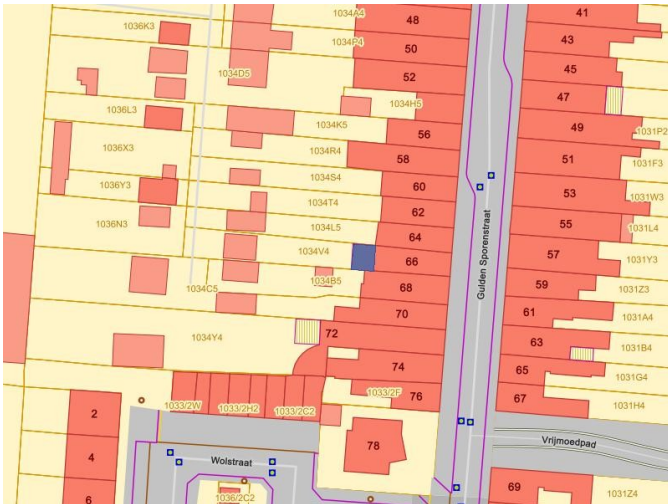 1034A4
48
41
1036K3
1034P4
43
50
45
1034D5
52
47
1034H5
1036L3
1034K5
56
49
1031P2
1036X3
1034R4
58
51
1031F3
1034S4
60
1036Y3
53
1031W3
1034T4
62
1036N3
1034L5
55
1031L4
64
1034V4
Gulden Sporenstraat
57
66
1031Y3
1034B5
1034C5
68
59
1031Z3
70
61
1031A4
1034Y4
72
63
1031B4
74
65
1031G4
1033/2F
76
67
1031H4
2
1033/2W
1033/2H2
1033/2C2
78
Vrijmoedpad
4
Wolstraat
69
6
1036/2C2
1031Z4